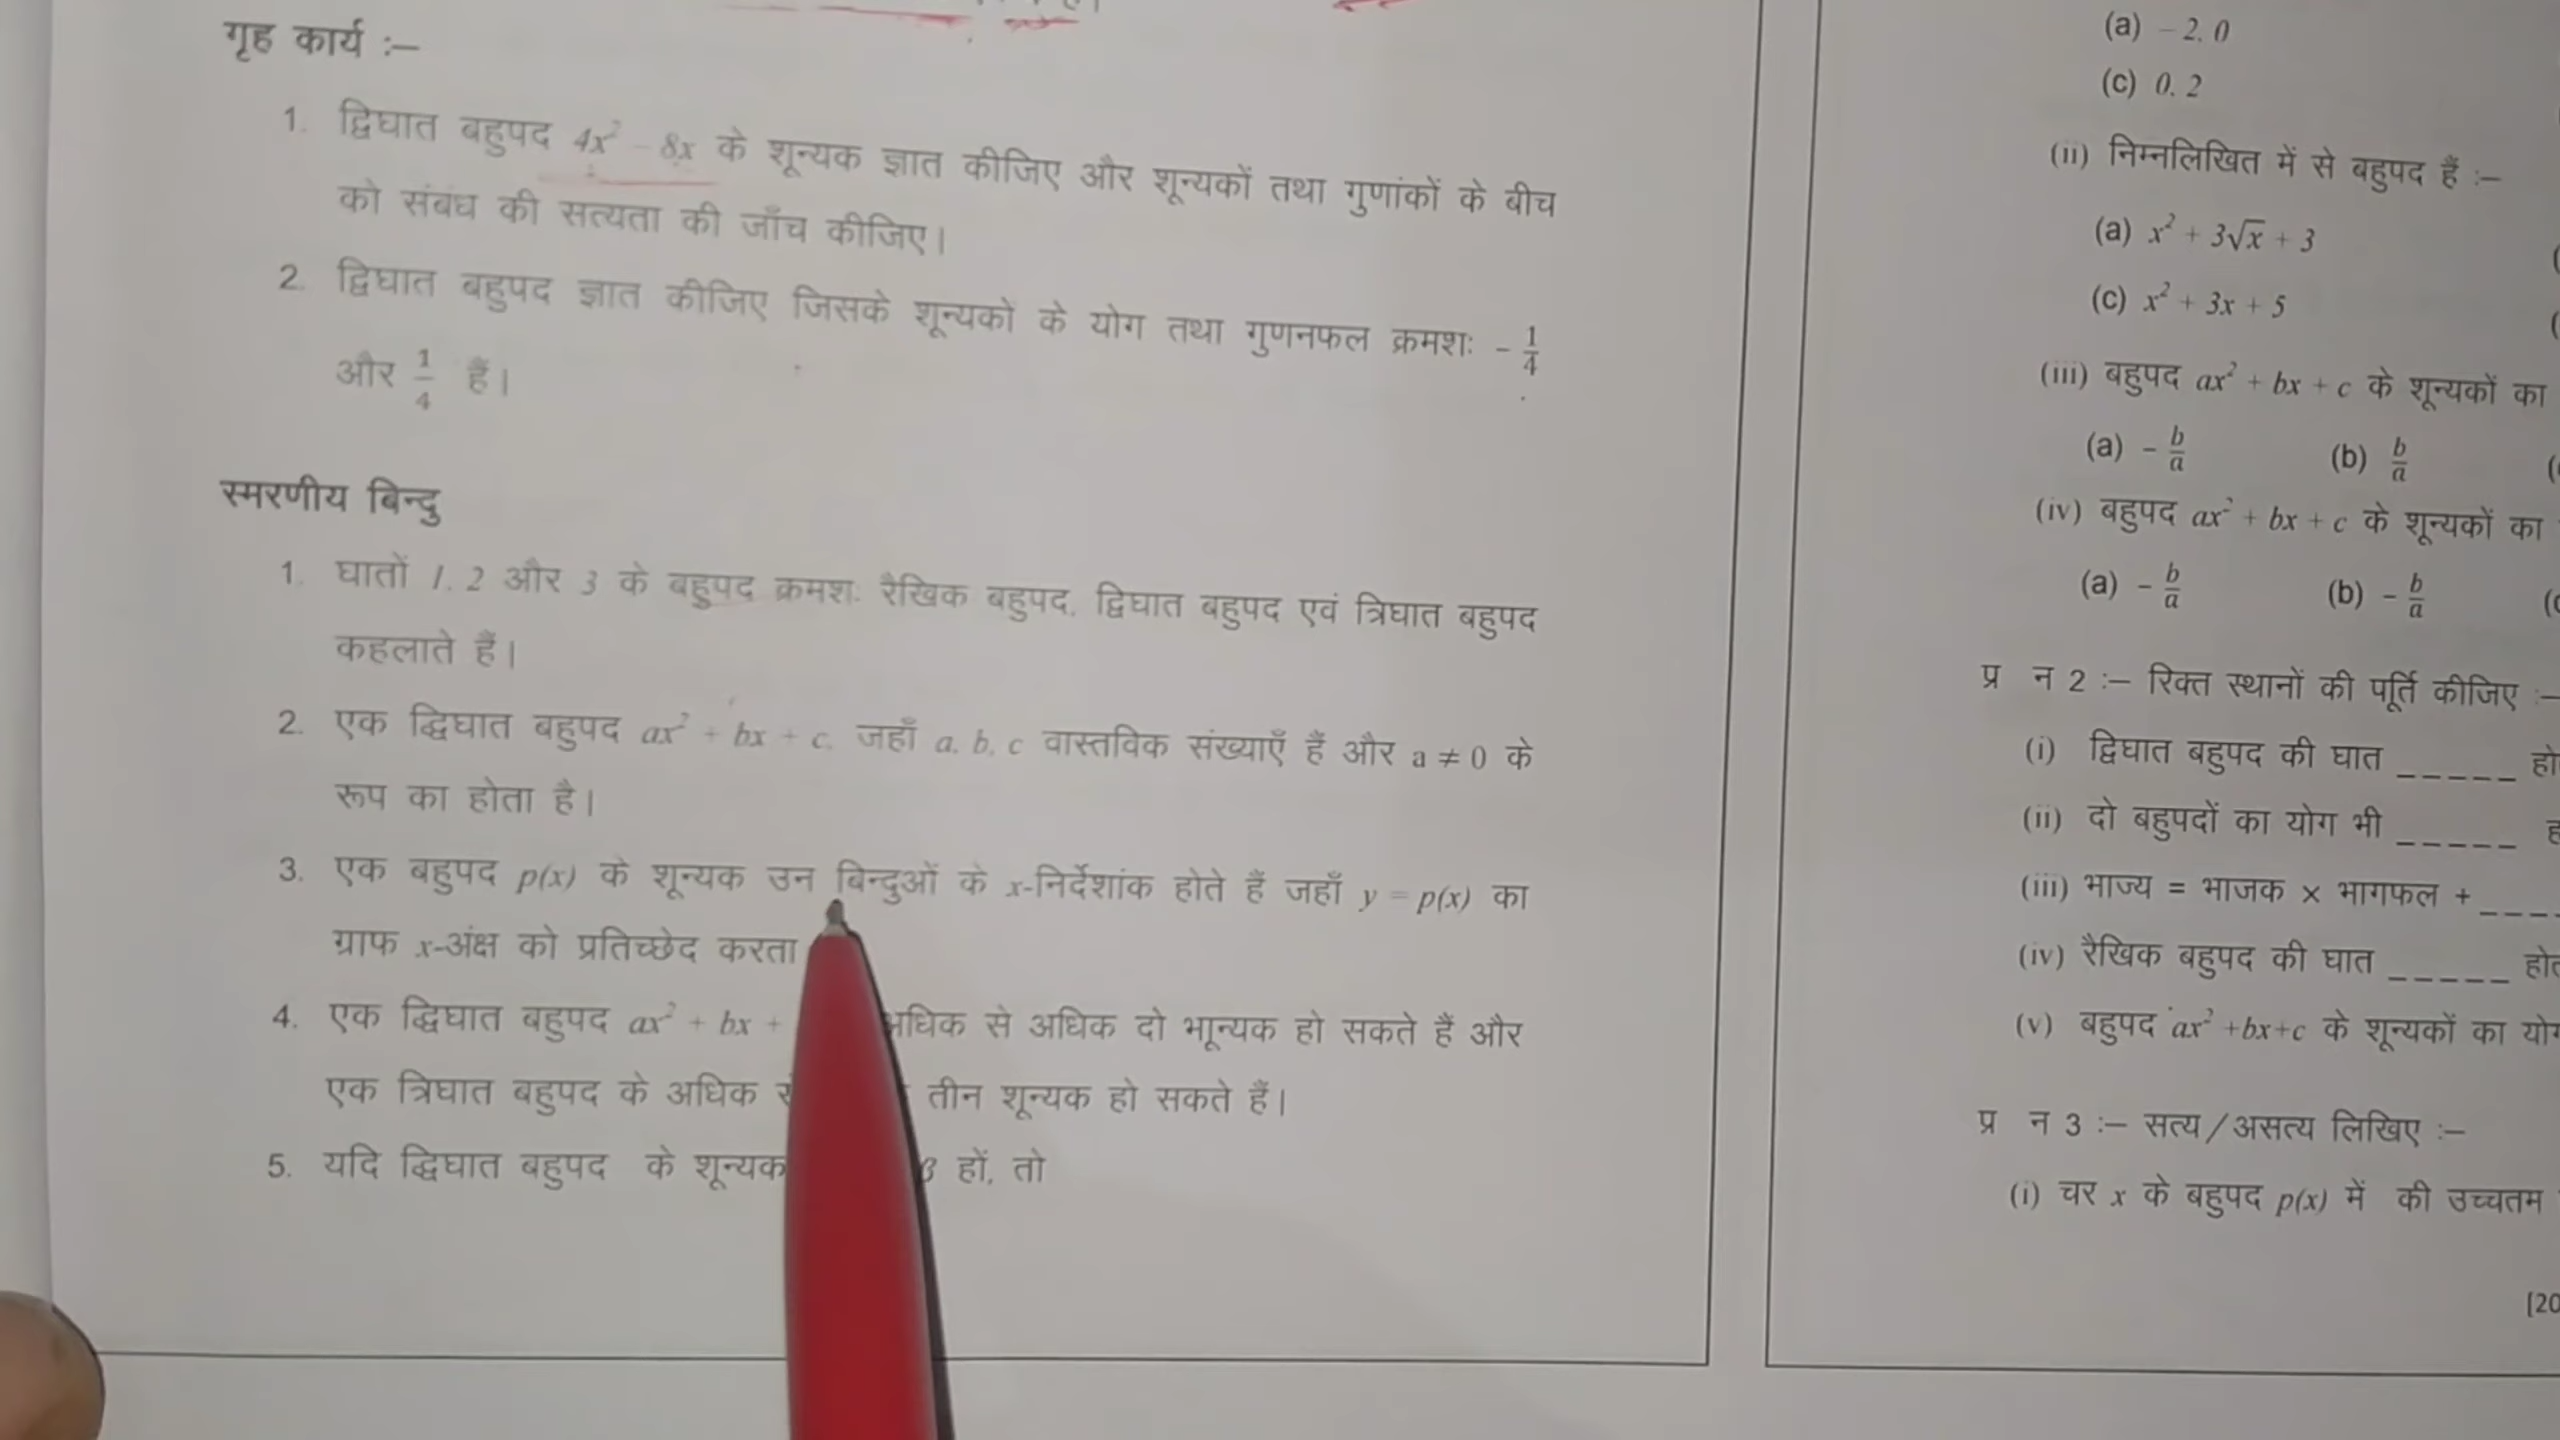 गृह कार्य :–
1. द्विघात बहुपद 4x² – 8x के शून्यक ज्ञात कीजिए और शून्यकों तथा गुणांकों के बीच
को संबंध की सत्यता की जाँच कीजिए।
2. द्विघात बहुपद ज्ञात कीजिए जिसके शून्यकों के योग तथा गुणनफल क्रमशः - 1/4
और 1/4 हैं।
स्मरणीय बिन्दु
1. घातों 1, 2 और 3 के बहुपद क्रमशः रैखिक बहुपद, द्विघात बहुपद एवं त्रिघात बहुपद
कहलाते हैं।
2. एक द्धिघात बहुपद ax² + bx + c, जहाँ a, b, c वास्तविक संख्याएँ हैं और a ≠ 0 के
रूप का होता है।
3. एक बहुपद p(x) के शून्यक उन बिन्दुओं के x-निर्देशांक होते हैं जहाँ y = p(x) का
ग्राफ x-अंक्ष को प्रतिच्छेद करता
4. एक द्धिघात बहुपद ax² + bx + अधिक से अधिक दो भाून्यक हो सकते हैं और
एक त्रिघात बहुपद के अधिक तीन शून्यक हो सकते हैं।
5. यदि द्धिघात बहुपद के शून्यक β हों, तो
(a) – 2, 0
(c) 0, 2
(ii) निम्नलिखित में से बहुपद हैं :–
(a) x² + 3√x + 3
(c) x² + 3x + 5
(iii) बहुपद ax² + bx + c के शून्यकों का
(a) - b/a (b) b/a
(iv) बहुपद ax² + bx + c के शून्यकों का
(a) - b/a (b) - b/a
प्र न 2 :– रिक्त स्थानों की पूर्ति कीजिए :–
(i) द्विघात बहुपद की घात _____
(ii) दो बहुपदों का योग भी _____
(iii) भाज्य = भाजक × भागफल + ____
(iv) रैखिक बहुपद की घात _____
(v) बहुपद ax² +bx+c के शून्यकों का
प्र न 3 :– सत्य/असत्य लिखिए :–
(i) चर x के बहुपद p(x) में की उच्चतम
[20